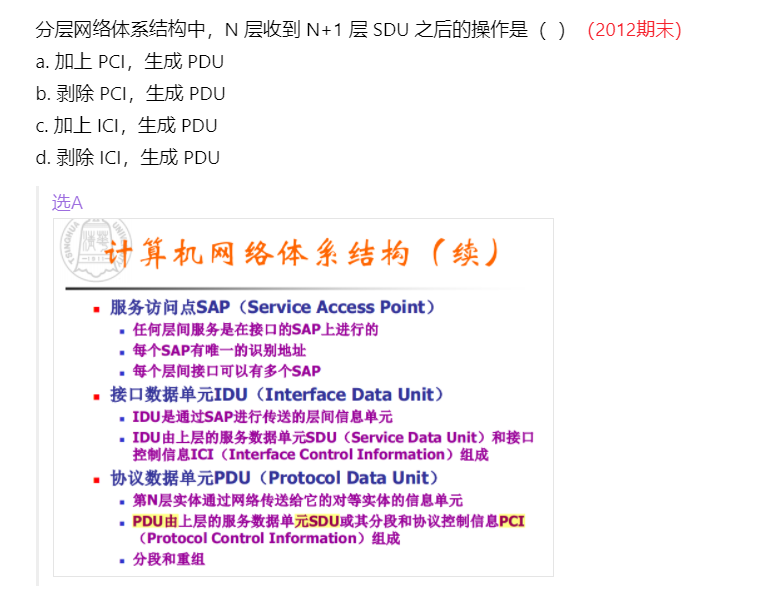 分层网络体系结构中，N 层收到 N+1 层 SDU 之后的操作是（ ） (2012期末)
a. 加上 PCI，生成 PDU
b. 剥除 PCI，生成 PDU
c. 加上 ICI，生成 PDU
d. 剥除 ICI，生成 PDU
选A
计算机网络体系结构（续）
服务访问点SAP（Service Access Point）
任何层间服务是在接口的SAP上进行的
每个SAP有唯一的识别地址
每个层间接口可以有多个SAP
接口数据单元IDU（Interface Data Unit）
IDU是通过SAP进行传送的层间信息单元
IDU由上层的服务数据单元SDU（Service Data Unit）和接口
控制信息ICI（Interface Control Information）组成
协议数据单元PDU（Protocol Data Unit）
第N层实体通过网络传送给它的对等实体的信息单元
PDU由上层的服务数据单元SDU或其分段和协议控制信息PCI
（Protocol Control Information）组成
分段和重组